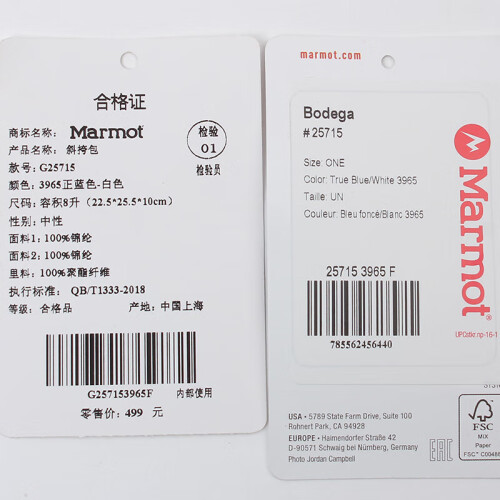 合格证
商标名称: Marmot
产品名称: 斜挎包
款号: G25715
颜色: 3965正蓝色-白色
尺码: 容积8升（22.5*25.5*10cm）
性别: 中性
面料1: 100%锦纶
面料2: 100%锦纶
里料: 100%聚酯纤维
执行标准: QB/T1333-2018
等级: 合格品 产地: 中国上海
检验
01
检验员
G257153965F 内部使用
零售价: 499 元
marmot.com
Bodega
#25715
Size: ONE
Color: True Blue/White 3965
Taille: UN
Couleur: Bleu foncé/Blanc 3965
25715 3965 F
785562456440
Marmot
UPCstkr.np-16-1
USA • 5789 State Farm Drive, Suite 100
Rohnert Park, CA 94928
EUROPE • Haimendorfer Straße 42
D-90571 Schwaig bei Nürnberg, Germany
Photo Jordan Campbell
EAC
FSC
MIX
Paper